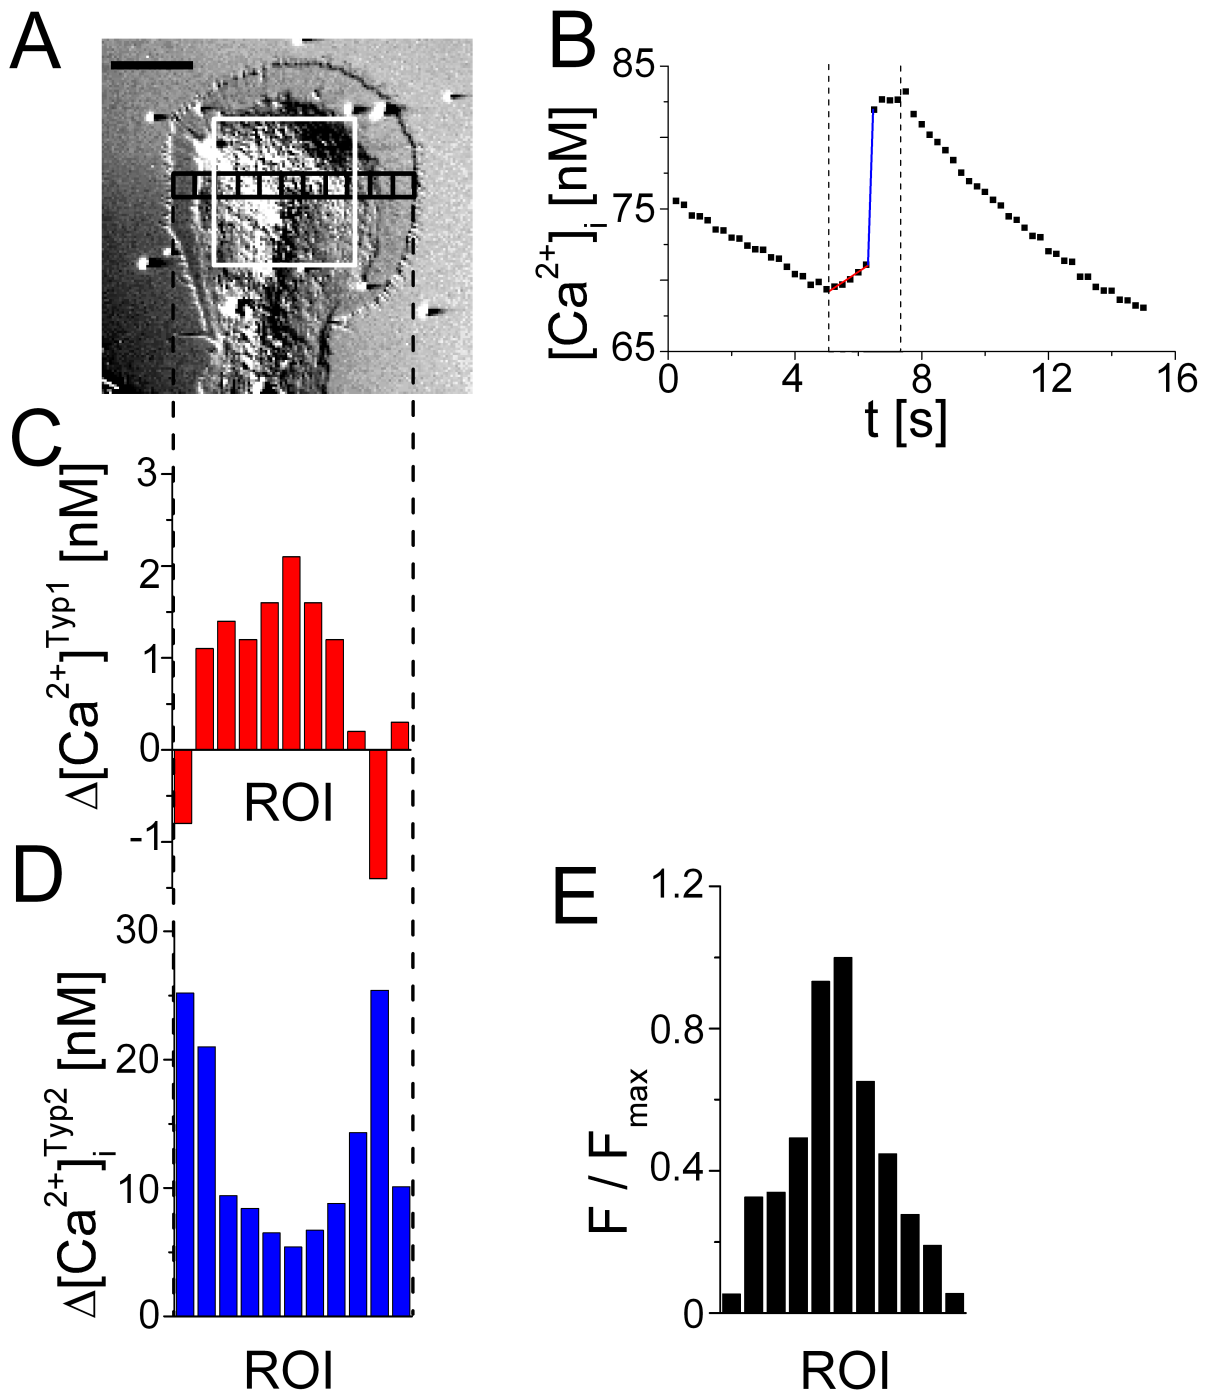 A
B
85
75
65
[Ca2+]i [nM]
0 4 8 12 16
t [s]
C
3
2
1
0
-1
Δ[Ca2+]Typ1 [nM]
ROI
D
30
20
10
0
Δ[Ca2+]iTyp2 [nM]
ROI
E
1.2
0.8
0.4
0
F / Fmax
ROI